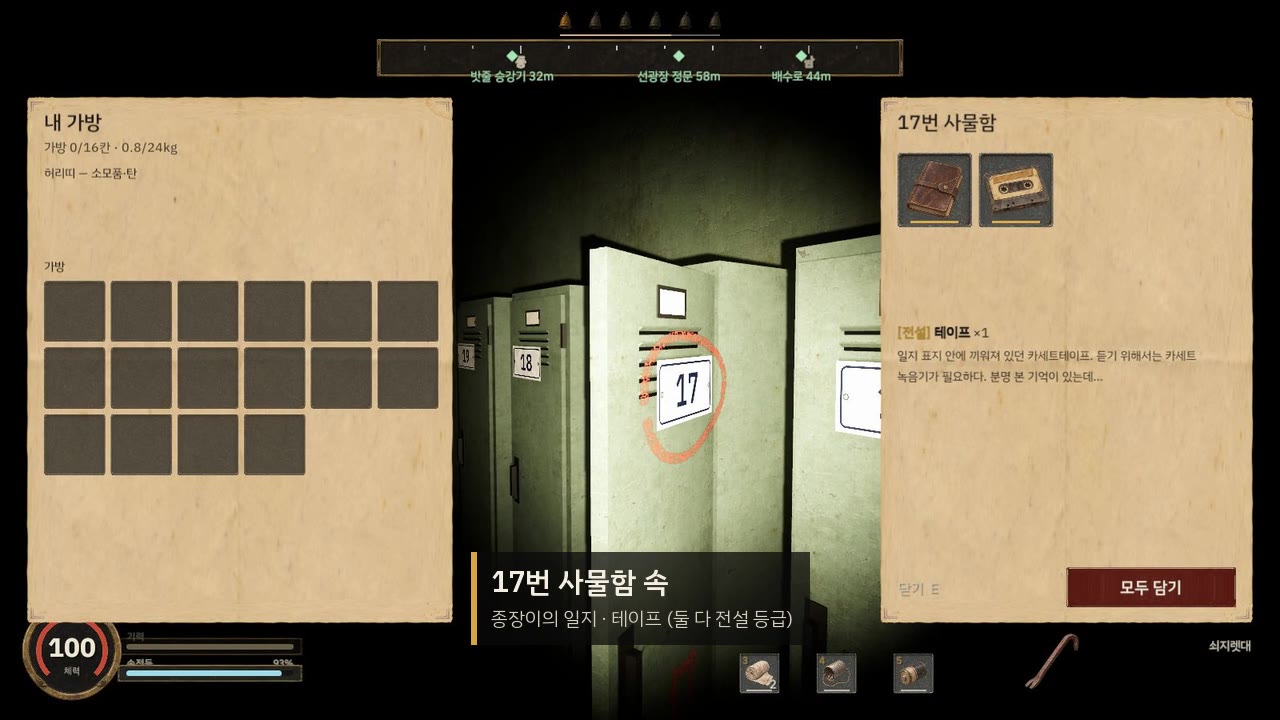 밧줄 승강기 32m
선광장 정문 58m
배수로 44m
내 가방
가방 0/16칸 · 0.8/24kg
허리띠 — 소모품·탄
가방
17번 사물함
[전설] 테이프 ×1
일지 표지 안에 끼워져 있던 카세트테이프. 듣기 위해서는 카세트
녹음기가 필요하다. 분명 본 기억이 있는데...
닫기 E
모두 담기
19
18
17
17번 사물함 속
종장이의 일지 · 테이프 (둘 다 전설 등급)
100
체력
기력
손전등 93%
3
2
4
5
쇠지렛대